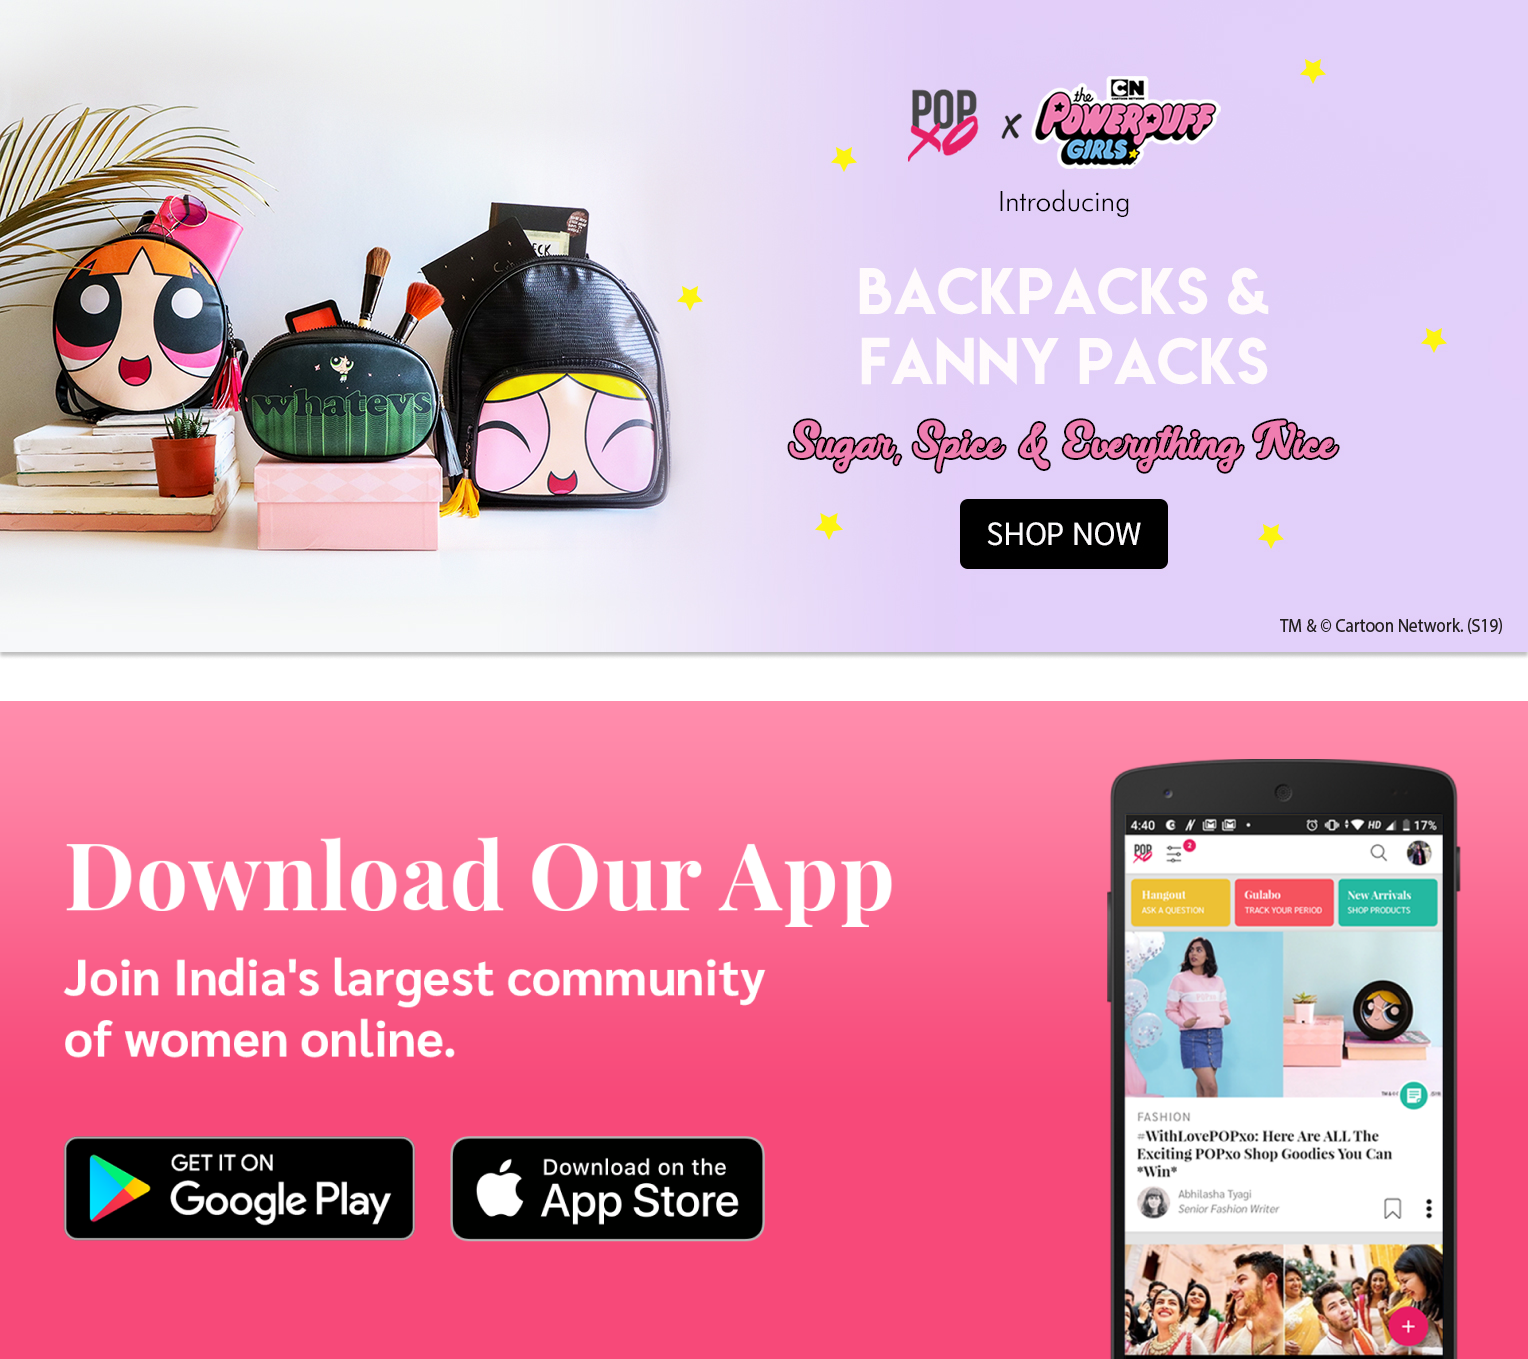 POP
xo
x
CN
CARTOON NETWORK
the
POWERPUFF
GIRLS
Introducing
BACKPACKS &
FANNY PACKS
Sugar, Spice & Everything Nice
SHOP NOW
whatevs
TM & © Cartoon Network. (S19)
Download Our App
Join India's largest community
of women online.
GET IT ON
Google Play
Download on the
App Store
4:40
HD
17%
POP
xo
2
Hangout
ASK A QUESTION
Gulabo
TRACK YOUR PERIOD
New Arrivals
SHOP PRODUCTS
FASHION
#WithLovePOPxo: Here Are ALL The
Exciting POPxo Shop Goodies You Can
*Win*
Abhilasha Tyagi
Senior Fashion Writer